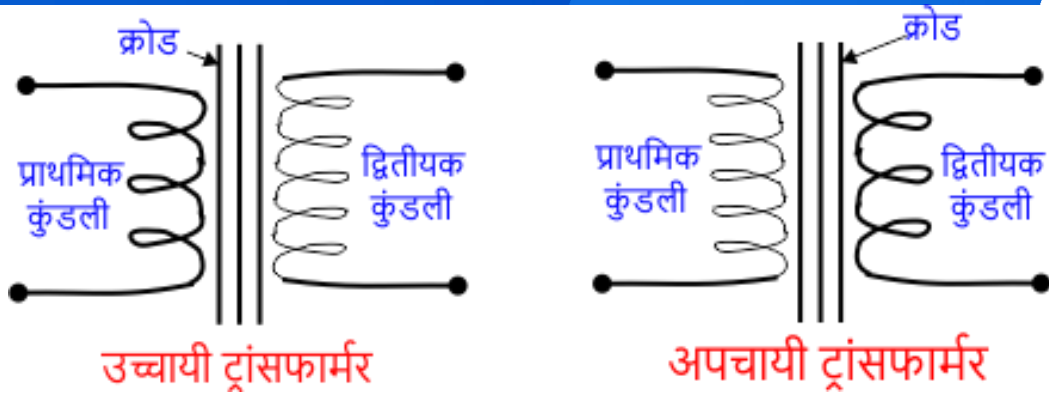 क्रोड
प्राथमिक
कुंडली
द्वितीयक
कुंडली
उच्चायी ट्रांसफार्मर
क्रोड
प्राथमिक
कुंडली
द्वितीयक
कुंडली
अपचायी ट्रांसफार्मर